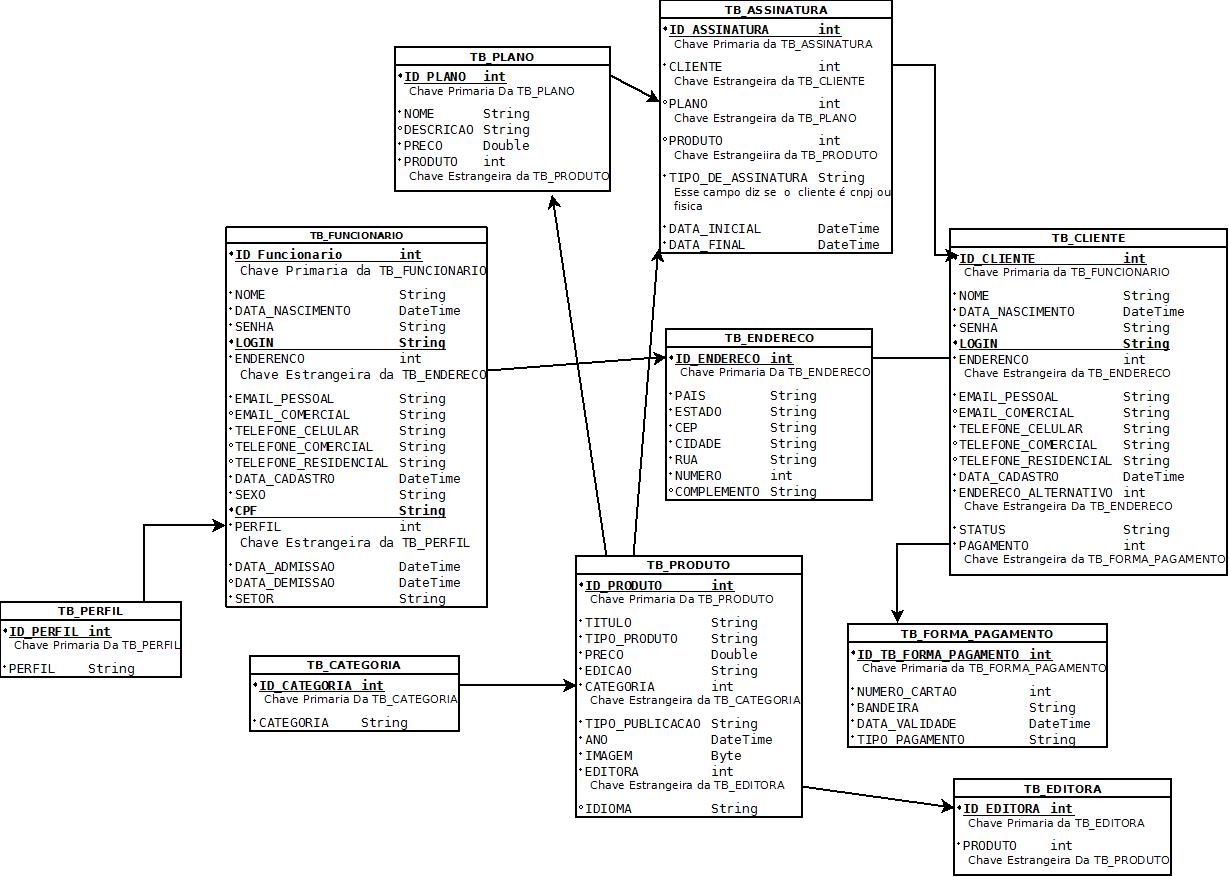 TB_ASSINATURA
ID_ASSINATURA int
Chave Primaria da TB_ASSINATURA
CLIENTE int
Chave Estrangeira da TB_CLIENTE
PLANO int
Chave Estrangeira da TB_PLANO
PRODUTO int
Chave Estrangeiira da TB_PRODUTO
TIPO_DE_ASSINATURA String
Esse campo diz se o cliente é cnpj ou
fisica
DATA_INICIAL DateTime
DATA_FINAL DateTime
TB_PLANO
ID_PLANO int
Chave Primaria Da TB_PLANO
NOME String
DESCRICAO String
PRECO Double
PRODUTO int
Chave Estrangeira da TB_PRODUTO
TB_FUNCIONARIO
ID_Funcionario int
Chave Primaria da TB_FUNCIONARIO
NOME String
DATA_NASCIMENTO DateTime
SENHA String
LOGIN String
ENDERENCO int
Chave Estrangeira da TB_ENDERECO
EMAIL_PESSOAL String
EMAIL_COMERCIAL String
TELEFONE_CELULAR String
TELEFONE_COMERCIAL String
TELEFONE_RESIDENCIAL String
DATA_CADASTRO DateTime
SEXO String
CPF String
PERFIL int
Chave Estrangeira da TB_PERFIL
DATA_ADMISSAO DateTime
DATA_DEMISSAO DateTime
SETOR String
TB_CLIENTE
ID_CLIENTE int
Chave Primaria da TB_FUNCIONARIO
NOME String
DATA_NASCIMENTO DateTime
SENHA String
LOGIN String
ENDERENCO int
Chave Estrangeira da TB_ENDERECO
EMAIL_PESSOAL String
EMAIL_COMERCIAL String
TELEFONE_CELULAR String
TELEFONE_COMERCIAL String
TELEFONE_RESIDENCIAL String
DATA_CADASTRO DateTime
ENDERECO_ALTERNATIVO int
Chave Estrangeira Da TB_ENDERECO
STATUS String
PAGAMENTO int
Chave Estrangeira da TB_FORMA_PAGAMENTO
TB_ENDERECO
ID_ENDERECO int
Chave Primaria Da TB_ENDERECO
PAIS String
ESTADO String
CEP String
CIDADE String
RUA String
NUMERO int
COMPLEMENTO String
TB_PERFIL
ID_PERFIL int
Chave Primaria Da TB_PERFIL
PERFIL String
TB_CATEGORIA
ID_CATEGORIA int
Chave Primaria Da TB_CATEGORIA
CATEGORIA String
TB_PRODUTO
ID_PRODUTO int
Chave Primaria Da TB_PRODUTO
TITULO String
TIPO_PRODUTO String
PRECO Double
EDICAO String
CATEGORIA int
Chave Estrangeira da TB_CATEGORIA
TIPO_PUBLICACAO String
ANO DateTime
IMAGEM Byte
EDITORA int
Chave Estrangeira da TB_EDITORA
IDIOMA String
TB_FORMA_PAGAMENTO
ID_TB_FORMA_PAGAMENTO int
Chave Primaria da TB_FORMA_PAGAMENTO
NUMERO_CARTAO int
BANDEIRA String
DATA_VALIDADE DateTime
TIPO_PAGAMENTO String
TB_EDITORA
ID_EDITORA int
Chave Primaria da TB_EDITORA
PRODUTO int
Chave Estrangeira Da TB_PRODUTO